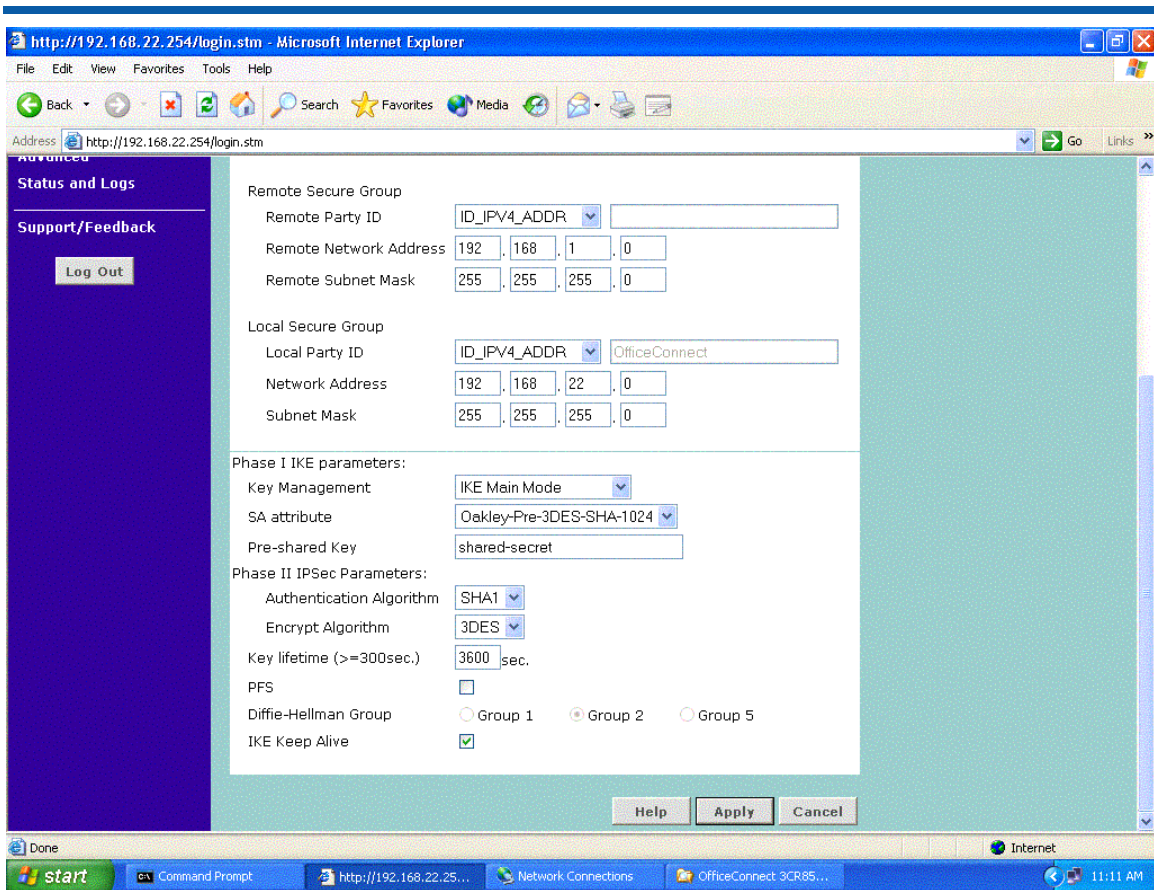 http://192.168.22.254/login.stm - Microsoft Internet Explorer
File Edit View Favorites Tools Help
Back Search Favorites Media
Address http://192.168.22.254/login.stm Go Links »
Advanced
Status and Logs
Support/Feedback
Log Out
Remote Secure Group
Remote Party ID ID_IPV4_ADDR
Remote Network Address 192 . 168 . 1 . 0
Remote Subnet Mask 255 . 255 . 255 . 0
Local Secure Group
Local Party ID ID_IPV4_ADDR OfficeConnect
Network Address 192 . 168 . 22 . 0
Subnet Mask 255 . 255 . 255 . 0
Phase I IKE parameters:
Key Management IKE Main Mode
SA attribute Oakley-Pre-3DES-SHA-1024
Pre-shared Key shared-secret
Phase II IPSec Parameters:
Authentication Algorithm SHA1
Encrypt Algorithm 3DES
Key lifetime (>=300sec.) 3600 sec.
PFS
Diffie-Hellman Group Group 1 Group 2 Group 5
IKE Keep Alive
Help Apply Cancel
Done Internet
start Command Prompt http://192.168.22.25... Network Connections OfficeConnect 3CR85... 11:11 AM